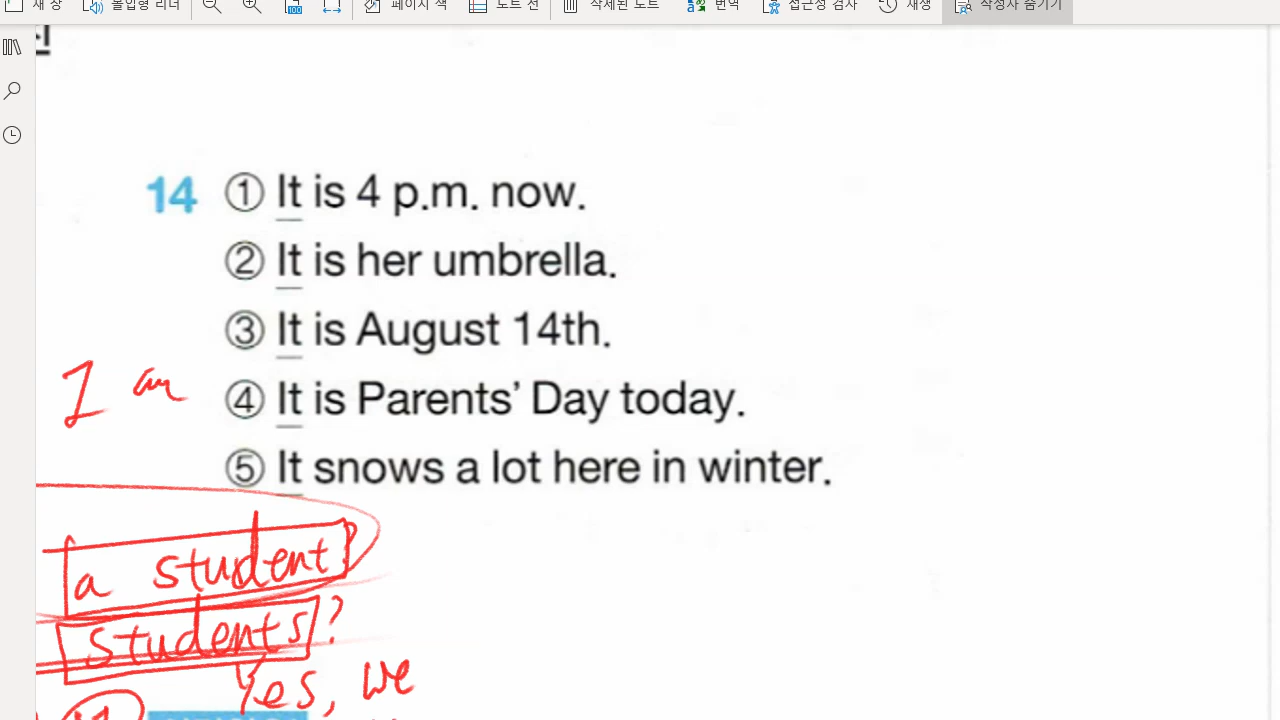 새 장 몰입형 리더 100 페이지 색 노트 선 삭제된 노트 번역 접근성 검사 재생 작성자 숨기기
14 ① It is 4 p.m. now.
② It is her umbrella.
③ It is August 14th.
I am
④ It is Parents’ Day today.
⑤ It snows a lot here in winter.
a student?
students?
Yes, we